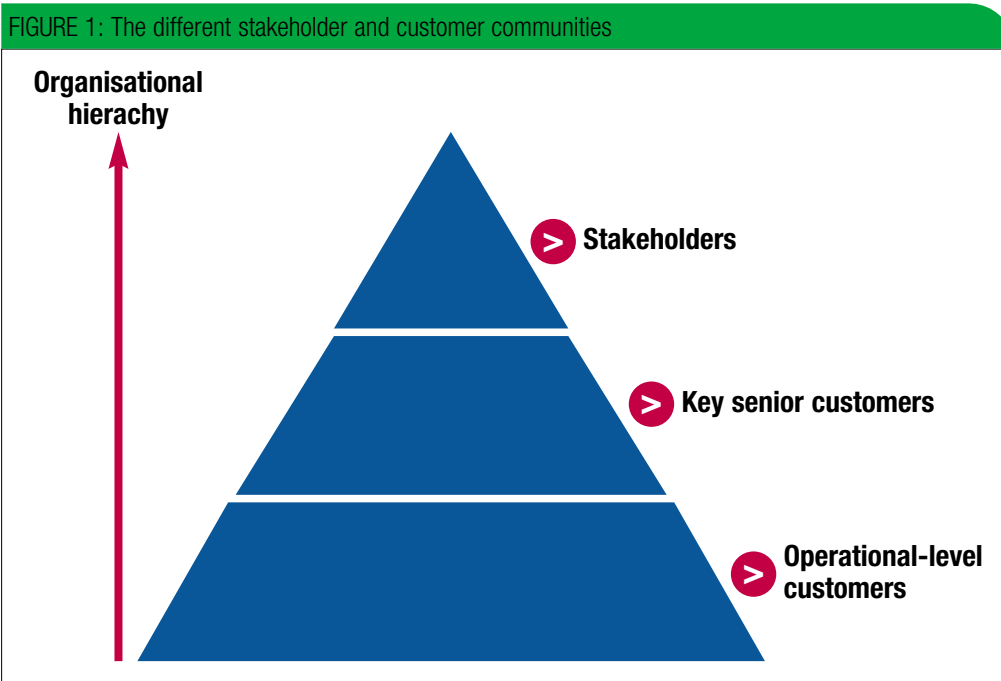 FIGURE 1: The different stakeholder and customer communities
Organisational
hierachy
> Stakeholders
> Key senior customers
> Operational-level
customers